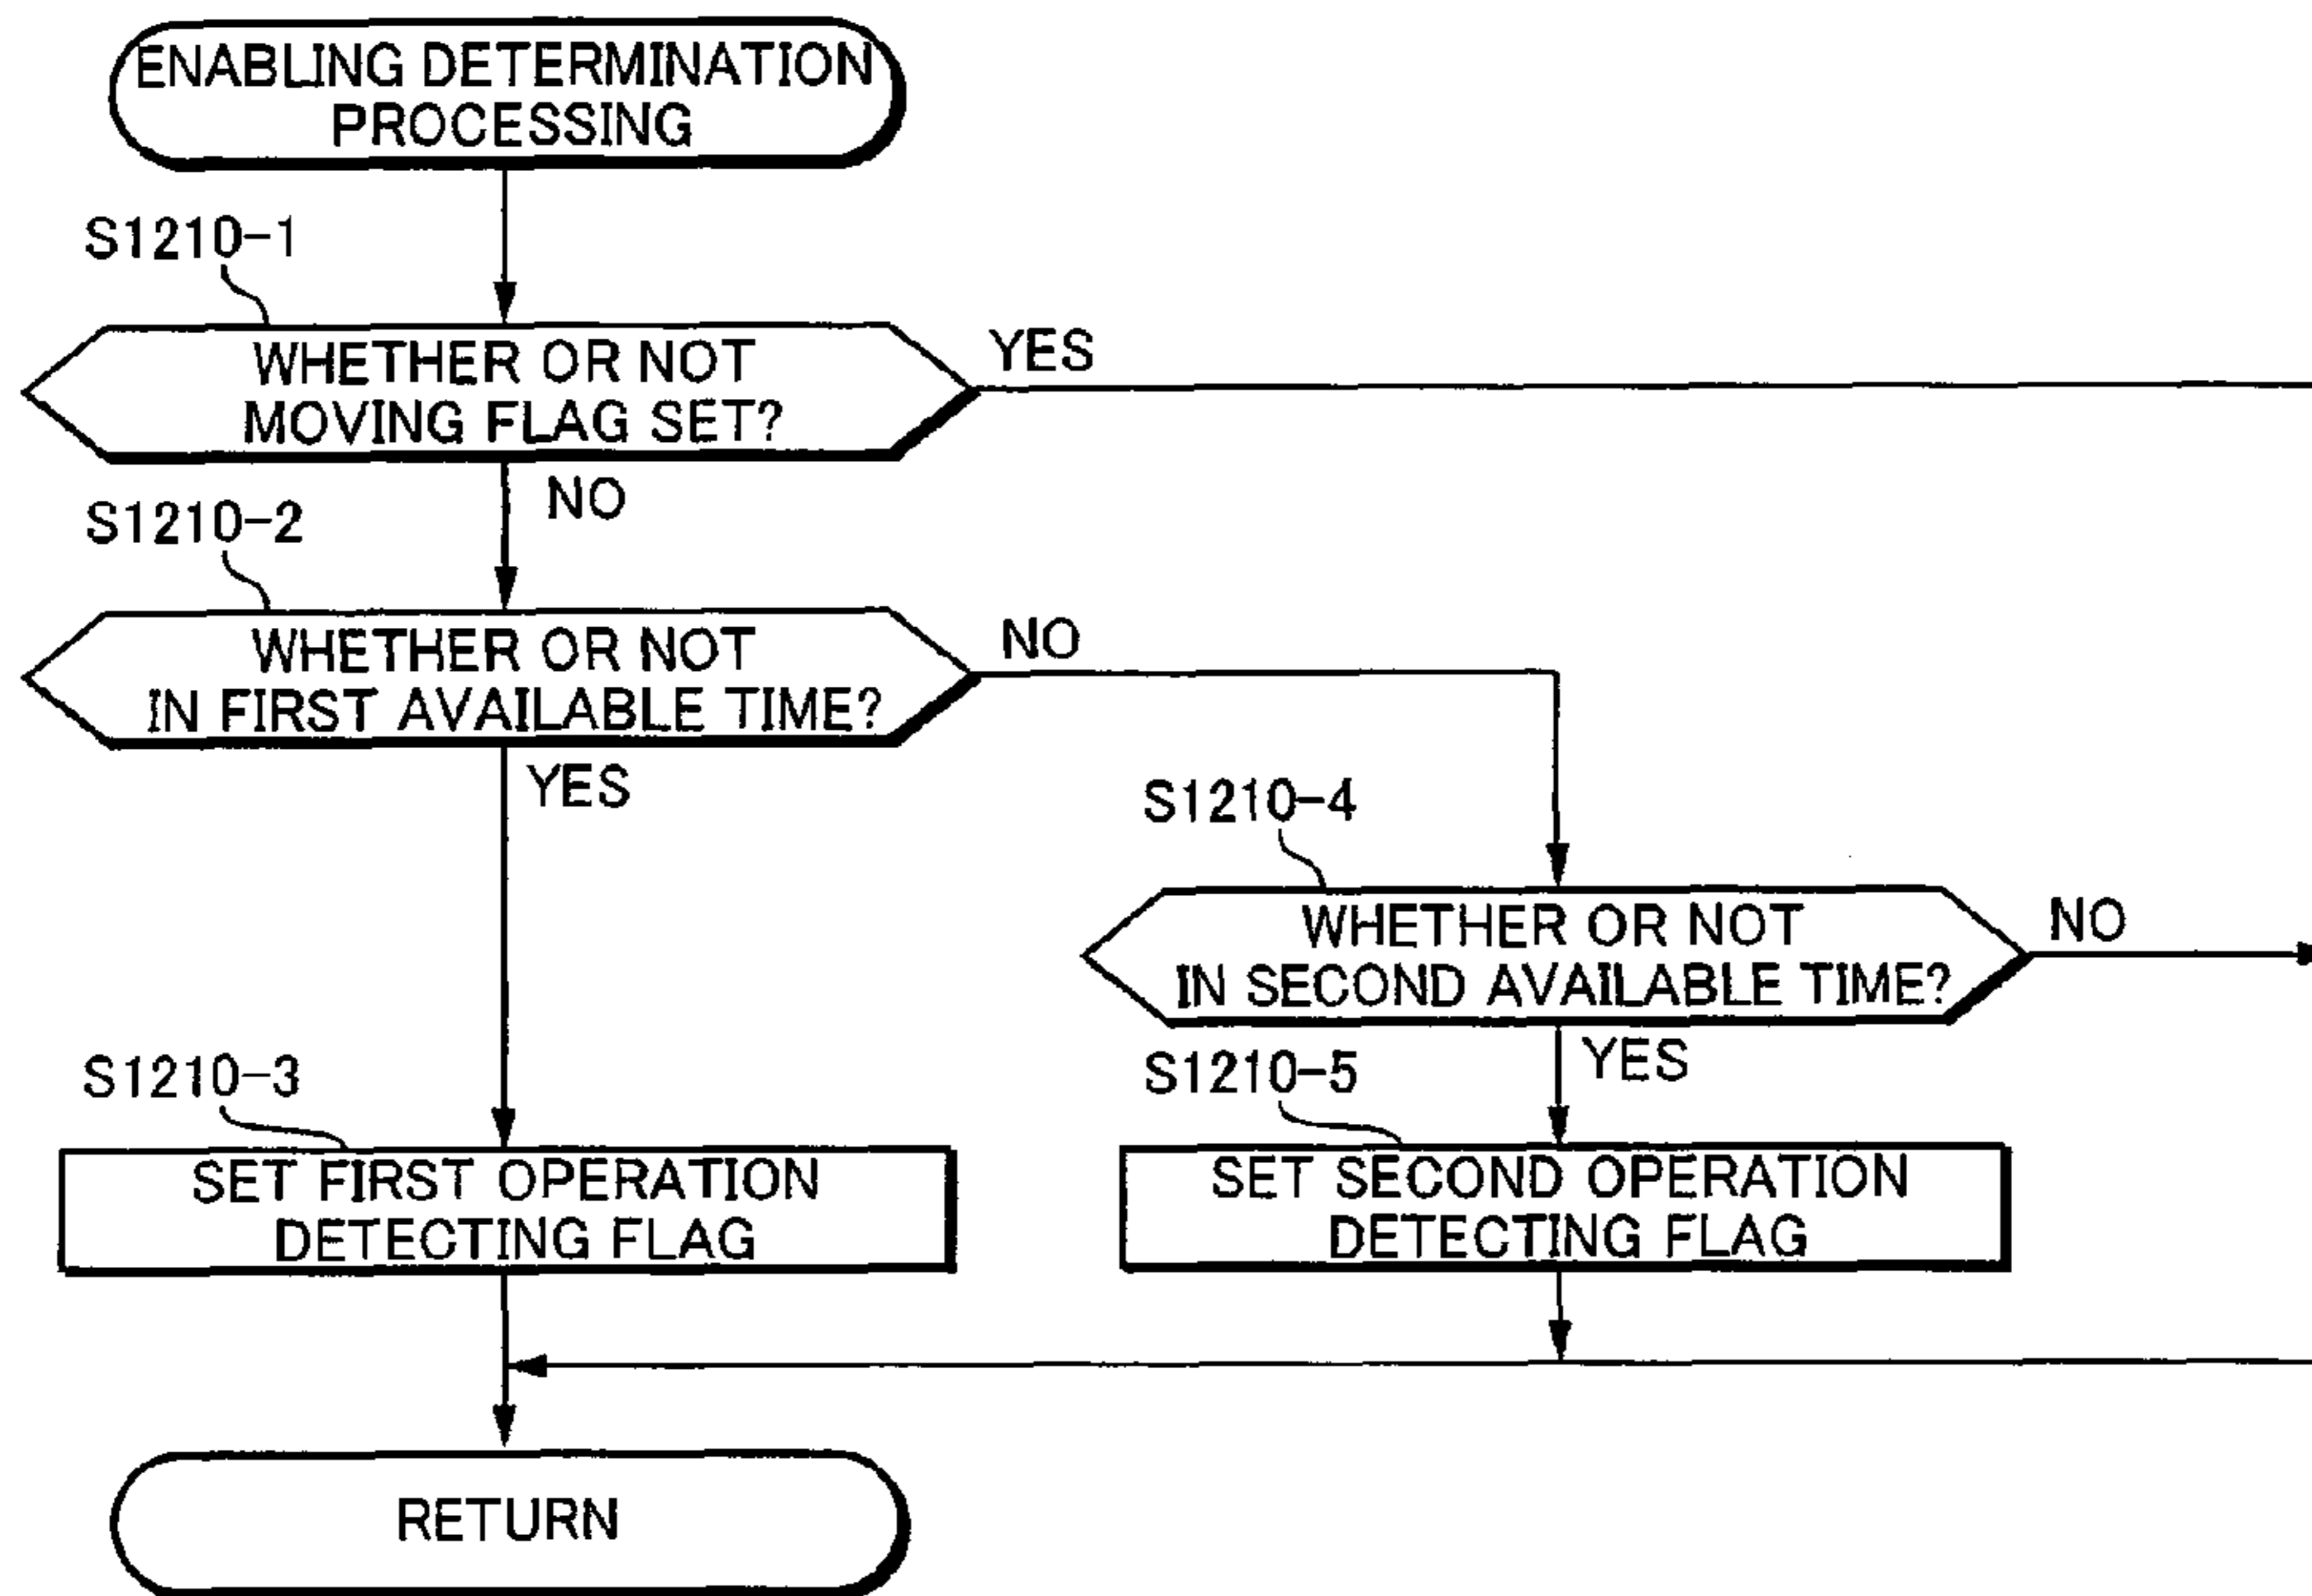 ENABLING DETERMINATION
PROCESSING
S1210-1
WHETHER OR NOT
MOVING FLAG SET?
YES
NO
S1210-2
WHETHER OR NOT
IN FIRST AVAILABLE TIME?
NO
YES
S1210-4
WHETHER OR NOT
IN SECOND AVAILABLE TIME?
NO
YES
S1210-3
SET FIRST OPERATION
DETECTING FLAG
S1210-5
SET SECOND OPERATION
DETECTING FLAG
RETURN